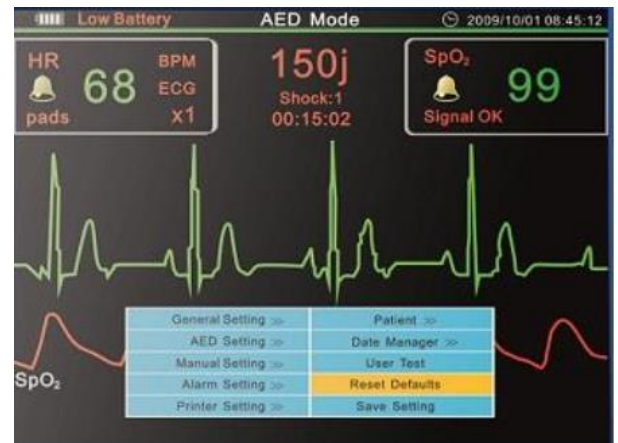 Low Battery AED Mode 2009/10/01 08:45:12
HR 68 BPM
ECG
pads x1
150j
Shock:1
00:15:02
SpO₂ 99
Signal OK
General Setting >> Patient >>
AED Setting >> Date Manager >>
Manual Setting >> User Test
Alarm Setting >> Reset Defaults
Printer Setting >> Save Setting
SpO₂